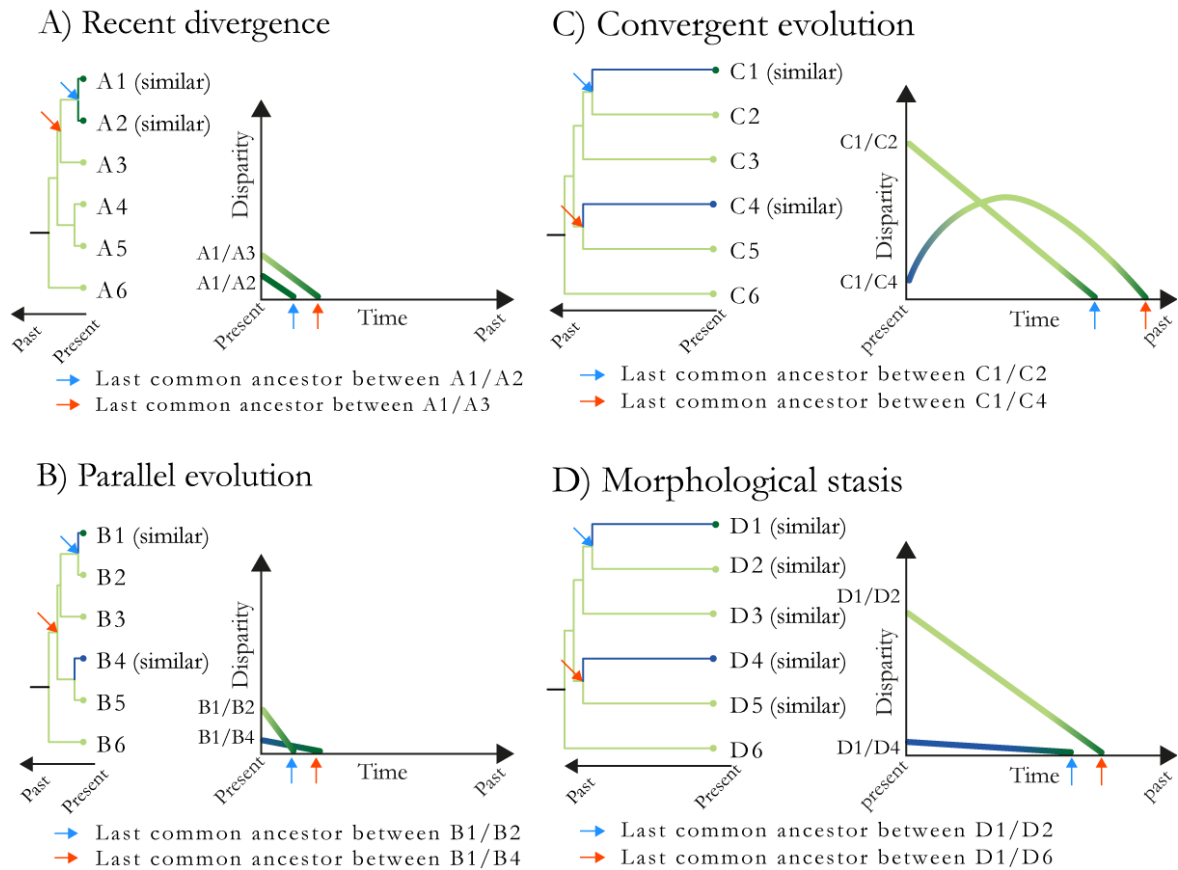 A) Recent divergence
A1 (similar)
A2 (similar)
A3
A4
A5
A6
Past
Present
Disparity
A1/A3
A1/A2
Present
Time
Past
Last common ancestor between A1/A2
Last common ancestor between A1/A3
C) Convergent evolution
C1 (similar)
C2
C3
C4 (similar)
C5
C6
Past
Present
C1/C2
Disparity
C1/C4
present
Time
past
Last common ancestor between C1/C2
Last common ancestor between C1/C4
B) Parallel evolution
B1 (similar)
B2
B3
B4 (similar)
B5
B6
Past
Present
Disparity
B1/B2
B1/B4
Present
Time
Past
Last common ancestor between B1/B2
Last common ancestor between B1/B4
D) Morphological stasis
D1 (similar)
D2 (similar)
D3 (similar)
D4 (similar)
D5 (similar)
D6
Past
Present
D1/D2
Disparity
D1/D4
present
Time
past
Last common ancestor between D1/D2
Last common ancestor between D1/D6